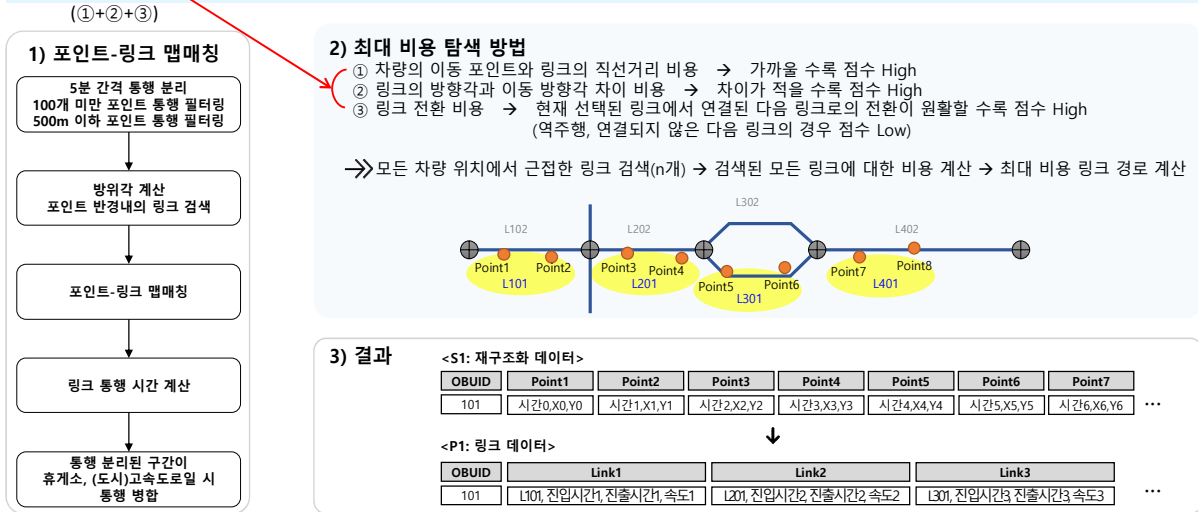 (①+②+③)
1) 포인트-링크 맵매칭
5분 간격 통행 분리
100개 미만 포인트 통행 필터링
500m 이하 포인트 통행 필터링
방위각 계산
포인트 반경내의 링크 검색
포인트-링크 맵매칭
링크 통행 시간 계산
통행 분리된 구간이
휴게소, (도시)고속도로일 시
통행 병합
2) 최대 비용 탐색 방법
① 차량의 이동 포인트와 링크의 직선거리 비용 → 가까울 수록 점수 High
② 링크의 방향각과 이동 방향각 차이 비용 → 차이가 적을 수록 점수 High
③ 링크 전환 비용 → 현재 선택된 링크에서 연결된 다음 링크로의 전환이 원활할 수록 점수 High
(역주행, 연결되지 않은 다음 링크의 경우 점수 Low)
모든 차량 위치에서 근접한 링크 검색(n개) → 검색된 모든 링크에 대한 비용 계산 → 최대 비용 링크 경로 계산
L302
L102 L202 L402
Point1 Point2 Point3 Point4 Point5 Point6 Point7 Point8
L101 L201 L301 L401
3) 결과
<S1: 재구조화 데이터>
OBUID Point1 Point2 Point3 Point4 Point5 Point6 Point7
101 시간0,X0,Y0 시간1,X1,Y1 시간2,X2,Y2 시간3,X3,Y3 시간4,X4,Y4 시간5,X5,Y5 시간6,X6,Y6 …
<P1: 링크 데이터>
OBUID Link1 Link2 Link3
101 L101, 진입시간1, 진출시간1, 속도1 L201, 진입시간2, 진출시간2, 속도2 L301, 진입시간3, 진출시간3, 속도3 …